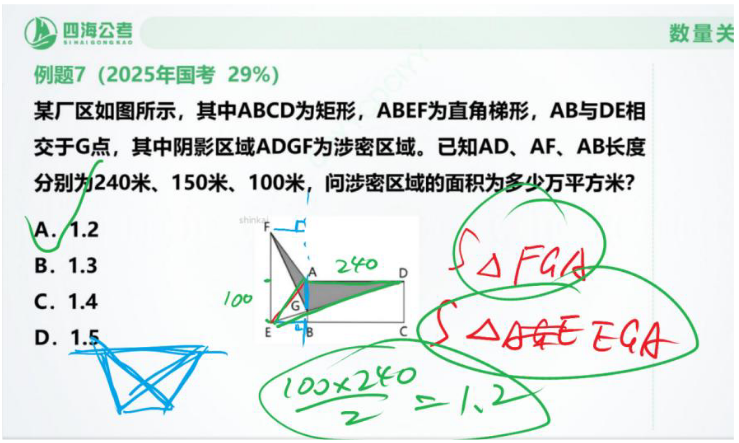 四海公考
SIHAIGONGKAO
数量关
例题7（2025年国考 29%）
某厂区如图所示，其中ABCD为矩形，ABEF为直角梯形，AB与DE相
交于G点，其中阴影区域ADGF为涉密区域。已知AD、AF、AB长度
分别为240米、150米、100米，问涉密区域的面积为多少万平方米？
A. 1.2
B. 1.3
C. 1.4
D. 1.5
shinkai
F
A
240
D
100
G
E
B
C
S△FGA
S△AGE EGA
100×240
2
=1.2